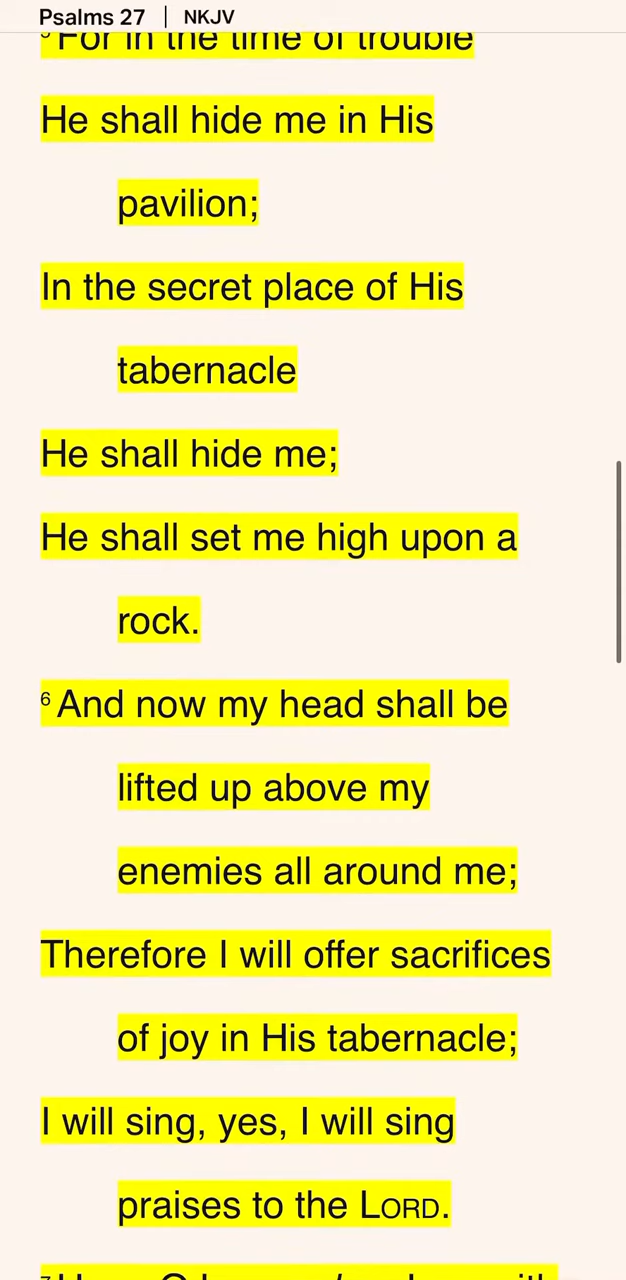 Psalms 27 | NKJV
5 For in the time of trouble
He shall hide me in His
pavilion;
In the secret place of His
tabernacle
He shall hide me;
He shall set me high upon a
rock.
6 And now my head shall be
lifted up above my
enemies all around me;
Therefore I will offer sacrifices
of joy in His tabernacle;
I will sing, yes, I will sing
praises to the LORD.